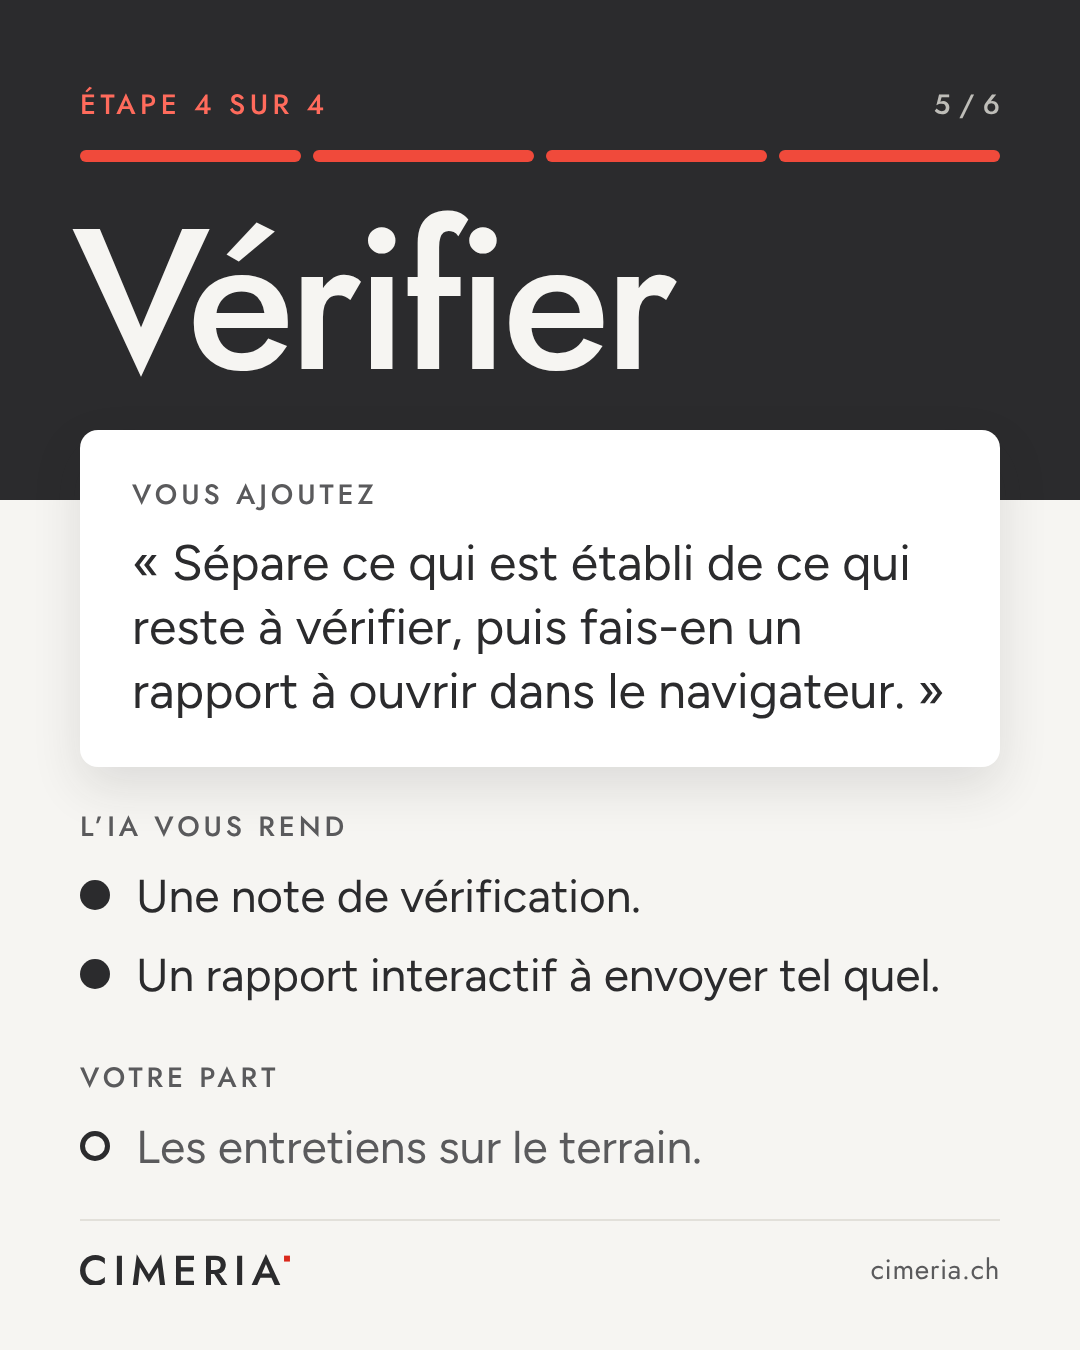 ÉTAPE 4 SUR 4
5 / 6
Vérifier
VOUS AJOUTEZ
« Sépare ce qui est établi de ce qui
reste à vérifier, puis fais-en un
rapport à ouvrir dans le navigateur. »
L’IA VOUS REND
Une note de vérification.
Un rapport interactif à envoyer tel quel.
VOTRE PART
Les entretiens sur le terrain.
CIMERIA
cimeria.ch